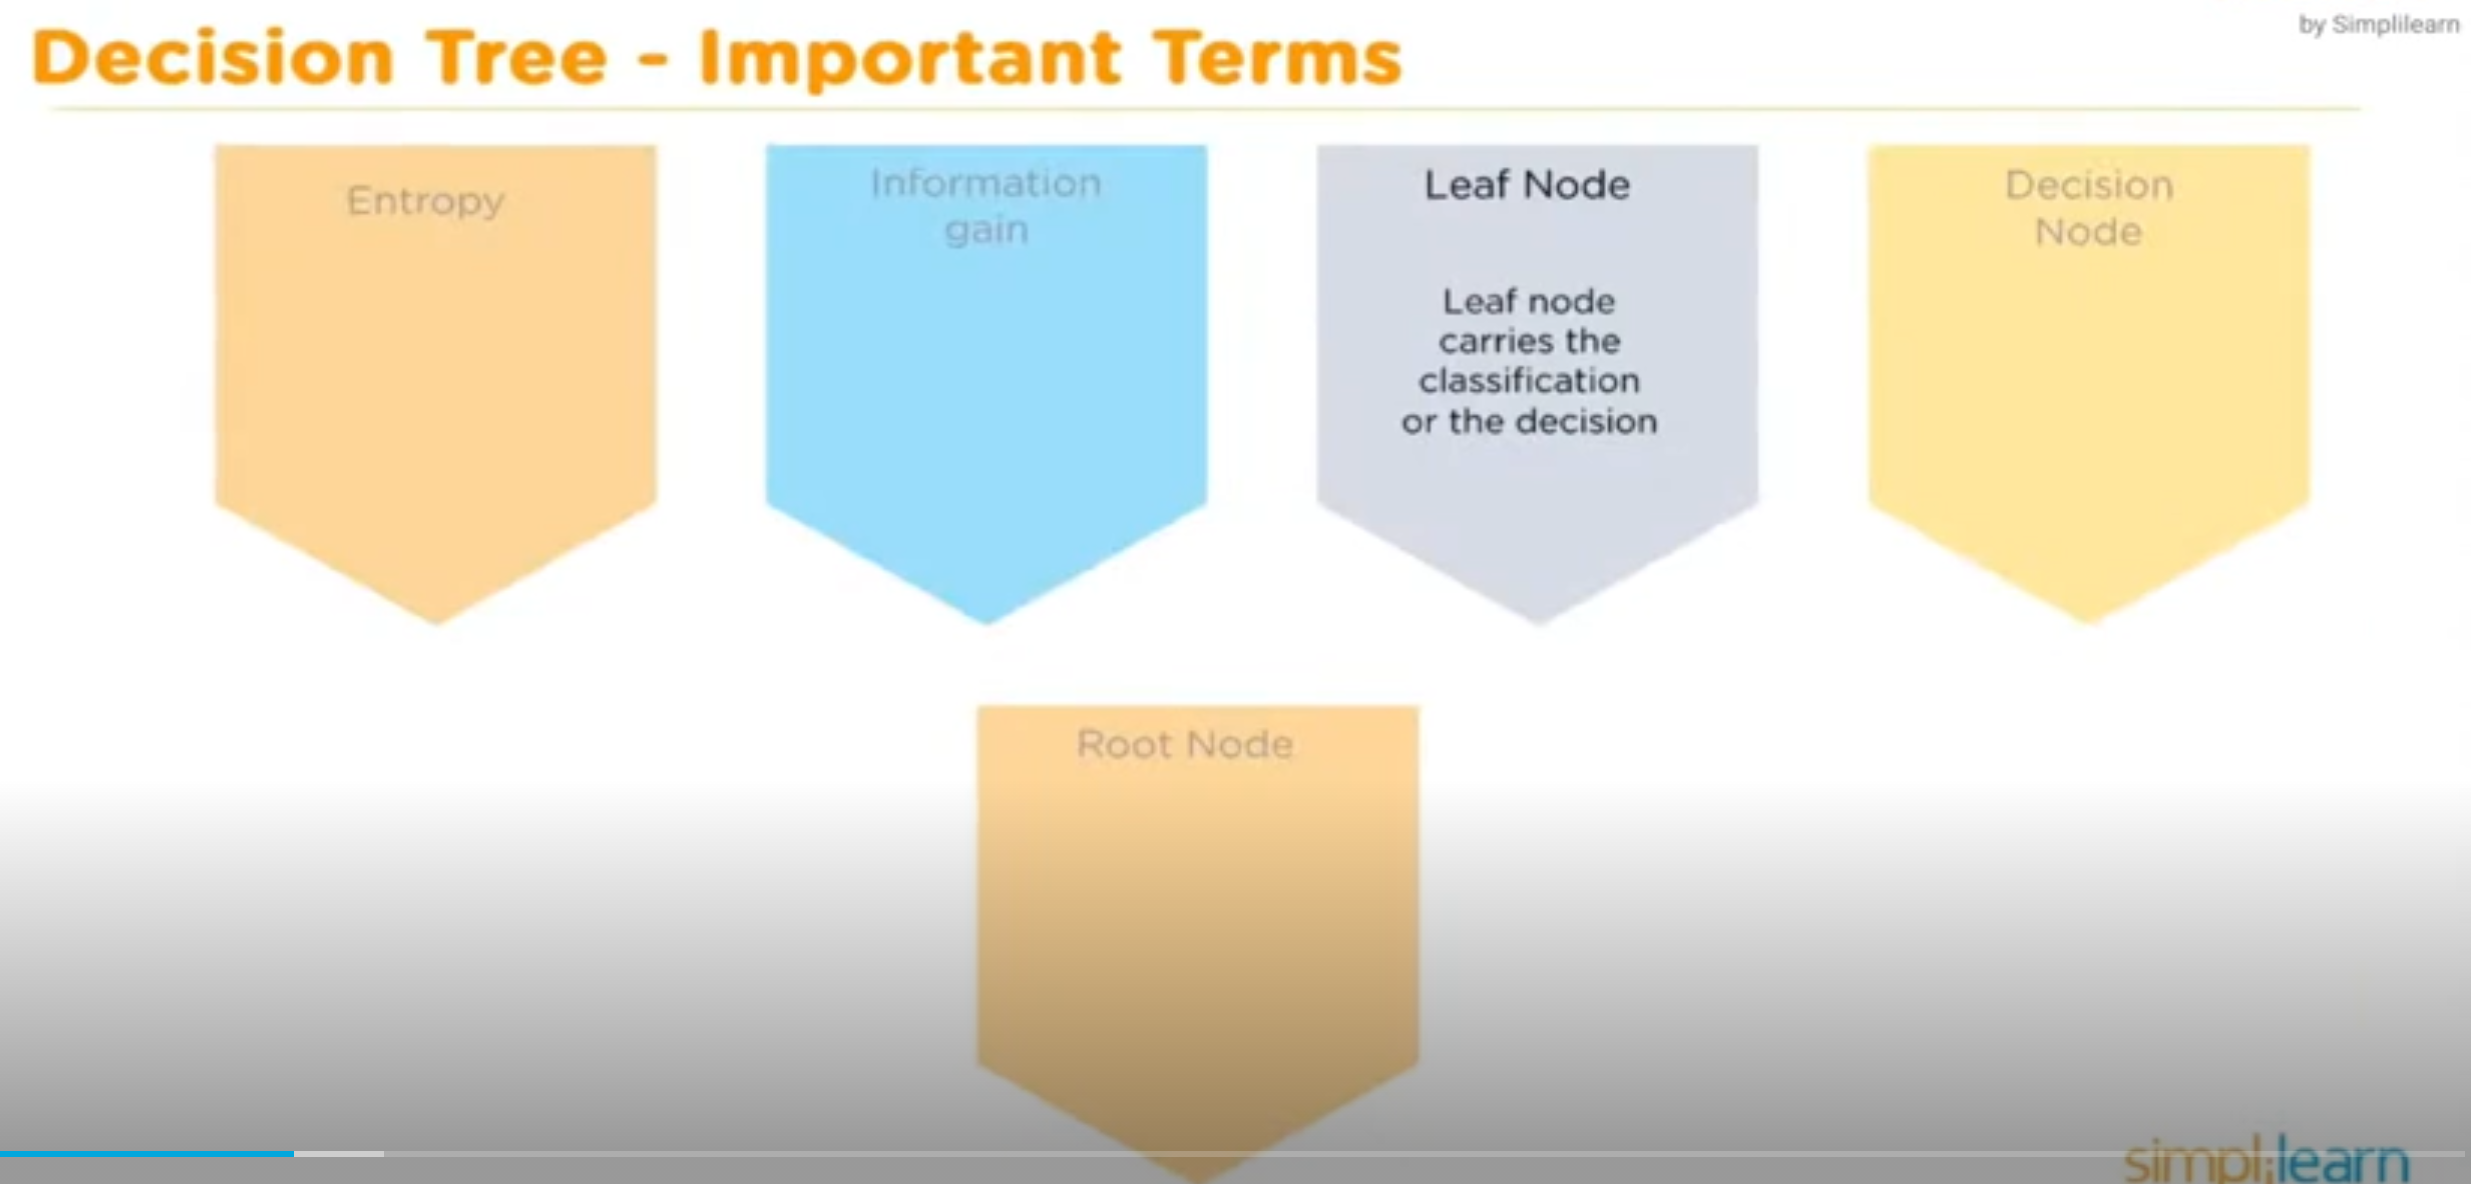 by Simplilearn
Decision Tree - Important Terms
Entropy
Information
gain
Leaf Node
Leaf node
carries the
classification
or the decision
Decision
Node
Root Node
simplilearn